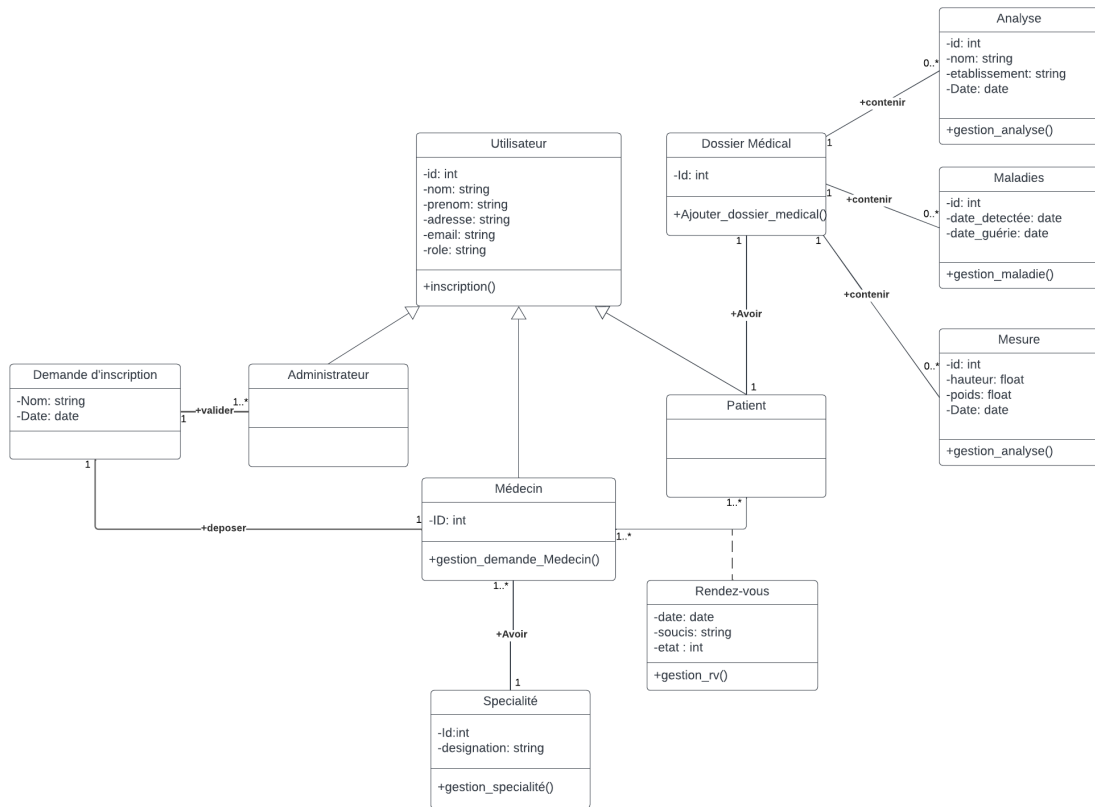 Analyse
-id: int
-nom: string
-etablissement: string
-Date: date
+gestion_analyse()
0..*
+contenir
1
Utilisateur
-id: int
-nom: string
-prenom: string
-adresse: string
-email: string
-role: string
+inscription()
Dossier Médical
-Id: int
+Ajouter_dossier_medical()
1
+contenir
0..*
Maladies
-id: int
-date_detectée: date
-date_guérie: date
+gestion_maladie()
1
1
+contenir
0..*
+Avoir
1
Mesure
-id: int
-hauteur: float
-poids: float
-Date: date
+gestion_analyse()
Demande d'inscription
-Nom: string
-Date: date
1
+valider
1..*
Administrateur
Patient
1..*
1
+deposer
1
Médecin
-ID: int
+gestion_demande_Medecin()
1..*
1..*
+Avoir
1
Rendez-vous
-date: date
-soucis: string
-etat : int
+gestion_rv()
Specialité
-Id:int
-designation: string
+gestion_specialité()